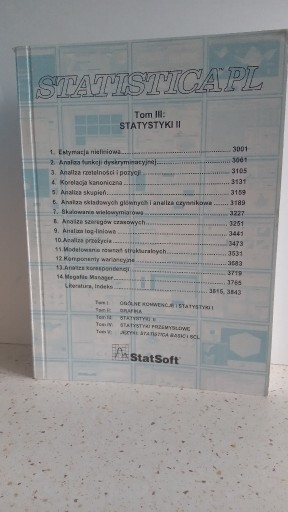 STATISTICA™PL
Tom III:
STATYSTYKI II
1. Estymacja nieliniowa 3001
2. Analiza funkcji dyskryminacyjnej 3061
3. Analiza rzetelności i pozycji 3105
4. Korelacja kanoniczna 3131
5. Analiza skupień 3159
6. Analiza składowych głównych i analiza czynnikowa 3189
7. Skalowanie wielowymiarowe 3227
8. Analiza szeregów czasowych 3251
9. Analiza log-liniowa 3441
10. Analiza przeżycia 3473
11. Modelowanie równań strukturalnych 3531
12. Komponenty wariancyjne 3683
13. Analiza korespondencji 3719
14. Megafile Manager 3765
Literatura, Indeks 3815, 3843
Tom I: OGÓLNE KONWENCJE I STATYSTYKI I
Tom II: GRAFIKA
Tom III: STATYSTYKI II
Tom IV: STATYSTYKI PRZEMYSŁOWE
Tom V: JĘZYKI: STATISTICA BASIC I SCL
StatSoft